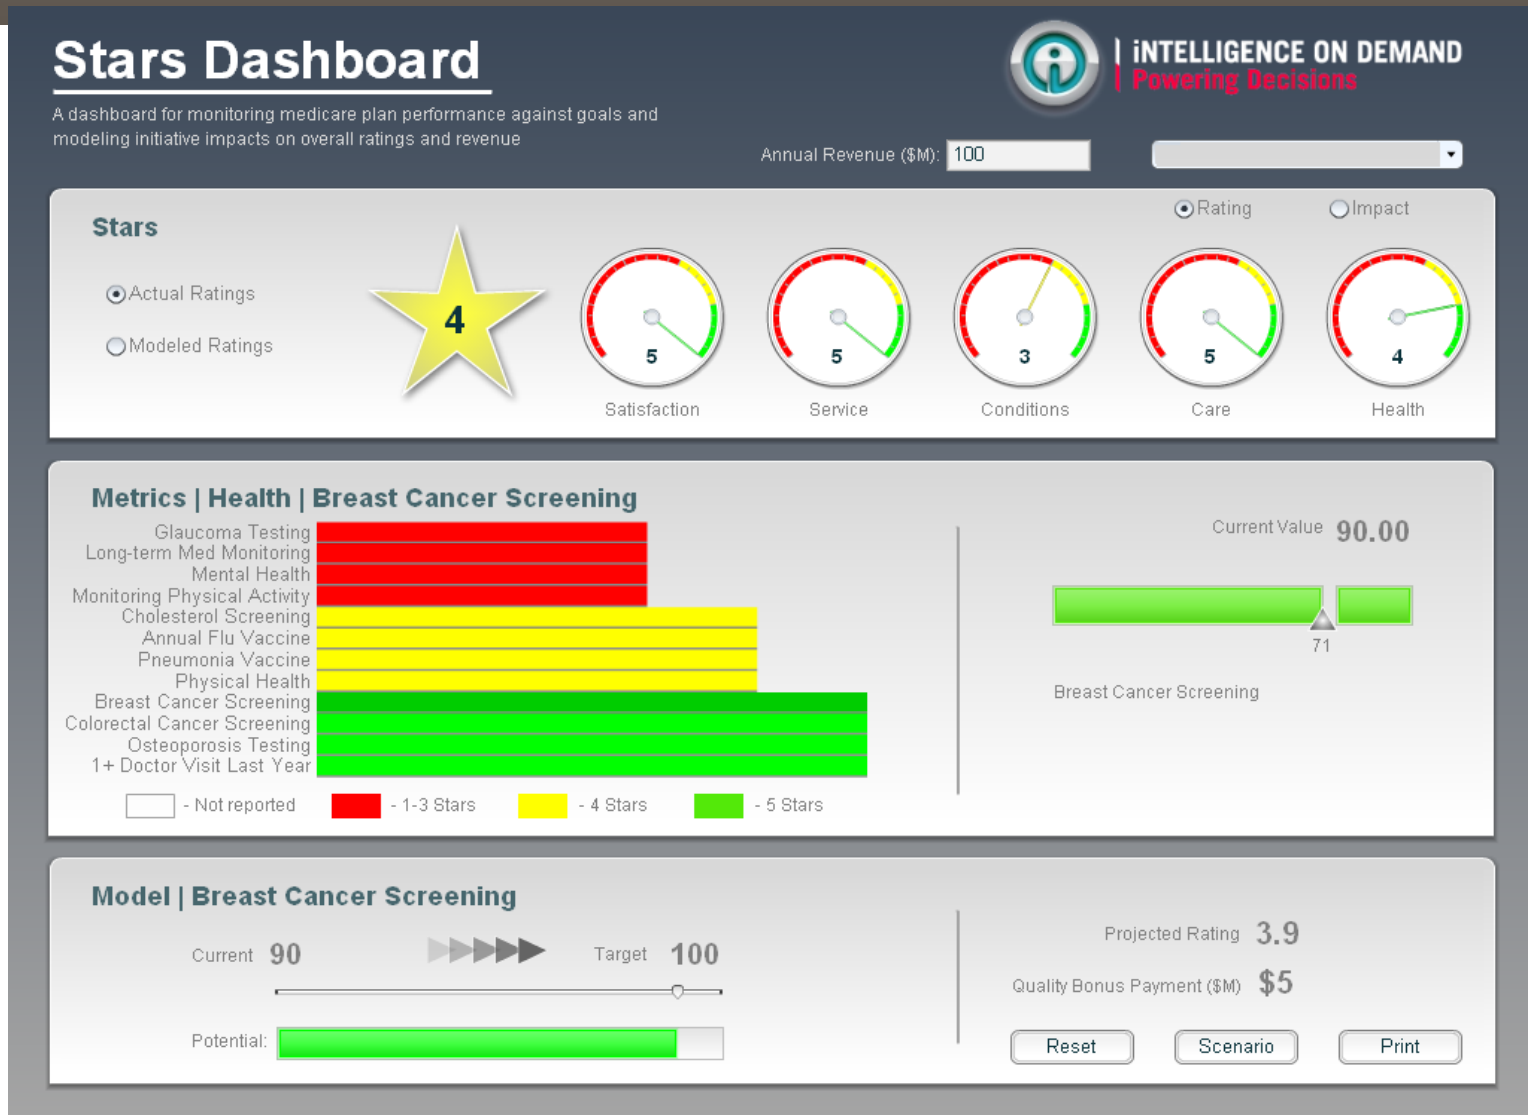 Stars Dashboard
A dashboard for monitoring medicare plan performance against goals and
modeling initiative impacts on overall ratings and revenue
iNTELLIGENCE ON DEMAND
Powering Decisions
Annual Revenue ($M): 100
Stars
Rating
Impact
Actual Ratings
Modeled Ratings
4
5
5
3
5
4
Satisfaction
Service
Conditions
Care
Health
Metrics | Health | Breast Cancer Screening
Glaucoma Testing
Long-term Med Monitoring
Mental Health
Monitoring Physical Activity
Cholesterol Screening
Annual Flu Vaccine
Pneumonia Vaccine
Physical Health
Breast Cancer Screening
Colorectal Cancer Screening
Osteoporosis Testing
1+ Doctor Visit Last Year
- Not reported
- 1-3 Stars
- 4 Stars
- 5 Stars
Current Value 90.00
71
Breast Cancer Screening
Model | Breast Cancer Screening
Current 90
Target 100
Potential:
Projected Rating 3.9
Quality Bonus Payment ($M) $5
Reset
Scenario
Print